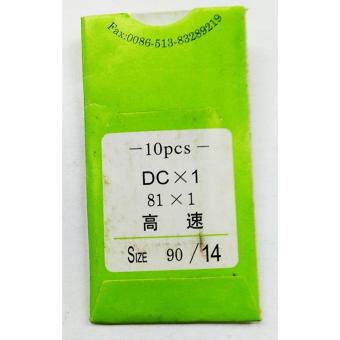 Fax:0086-513-83289219
-10pcs-
DC×1
81×1
高速
SIZE 90/14